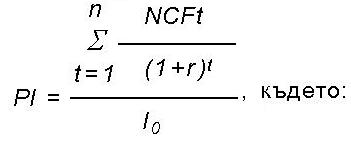 n
Σ NCFt
t=1 (1+r)^t
PI = , където:
I₀